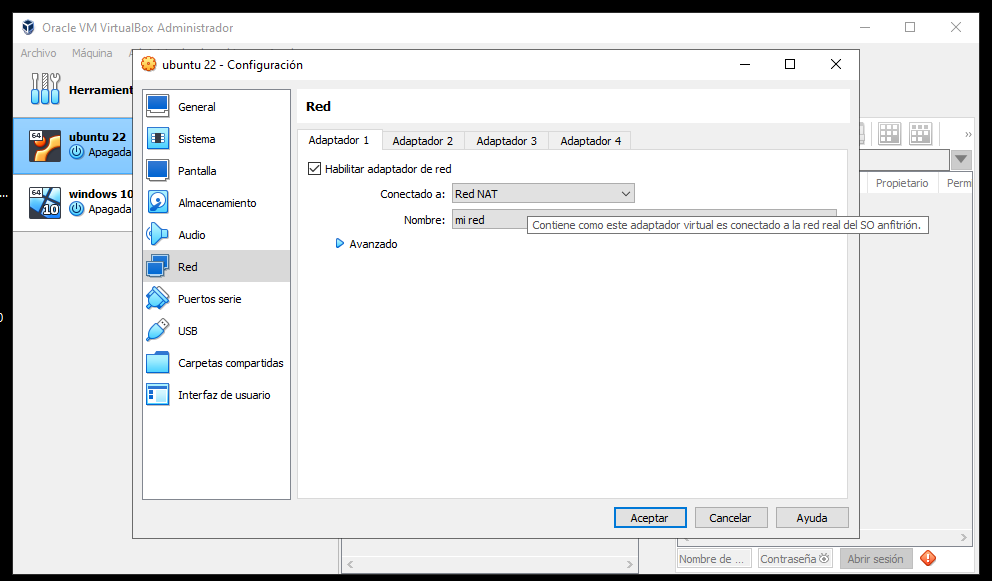 Oracle VM VirtualBox Administrador
Archivo Máquina
ubuntu 22 - Configuración
Herramient
ubuntu 22
Apagada
windows 10
Apagada
General
Sistema
Pantalla
Almacenamiento
Audio
Red
Puertos serie
USB
Carpetas compartidas
Interfaz de usuario
Red
Adaptador 1 Adaptador 2 Adaptador 3 Adaptador 4
Habilitar adaptador de red
Conectado a: Red NAT
Nombre: mi red
Contiene como este adaptador virtual es conectado a la red real del SO anfitrión.
Avanzado
Aceptar Cancelar Ayuda
Propietario Perm
Nombre de ... Contraseña Abrir sesión